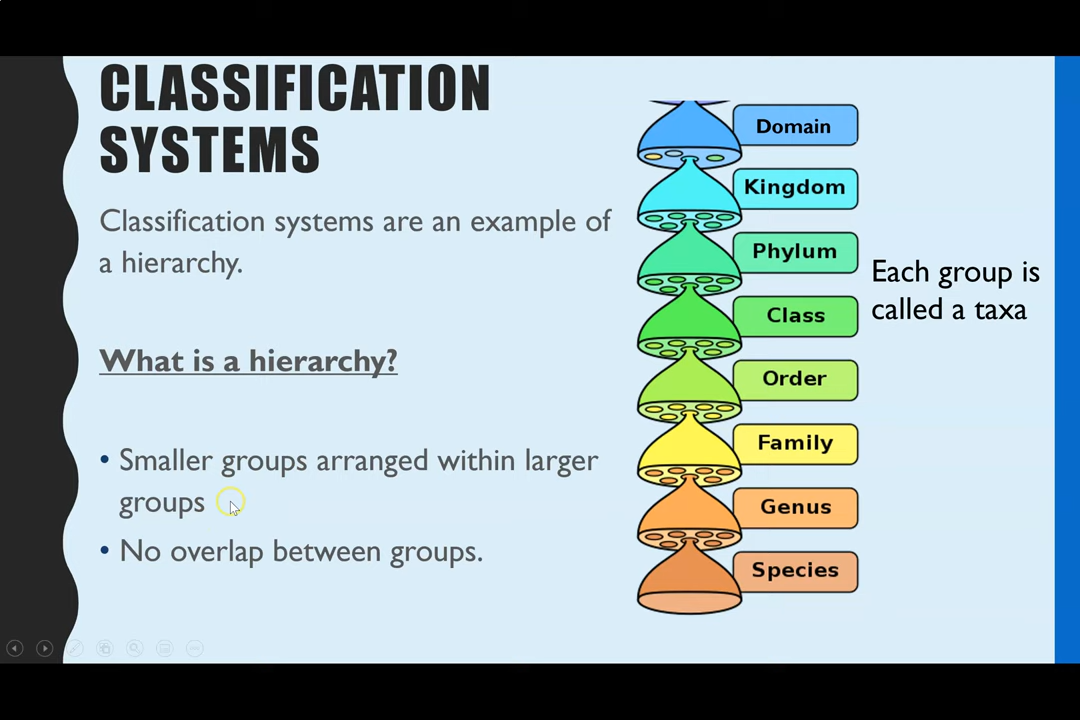 CLASSIFICATION
SYSTEMS
Classification systems are an example of
a hierarchy.
What is a hierarchy?
• Smaller groups arranged within larger
groups
• No overlap between groups.
Domain
Kingdom
Phylum
Class
Order
Family
Genus
Species
Each group is
called a taxa